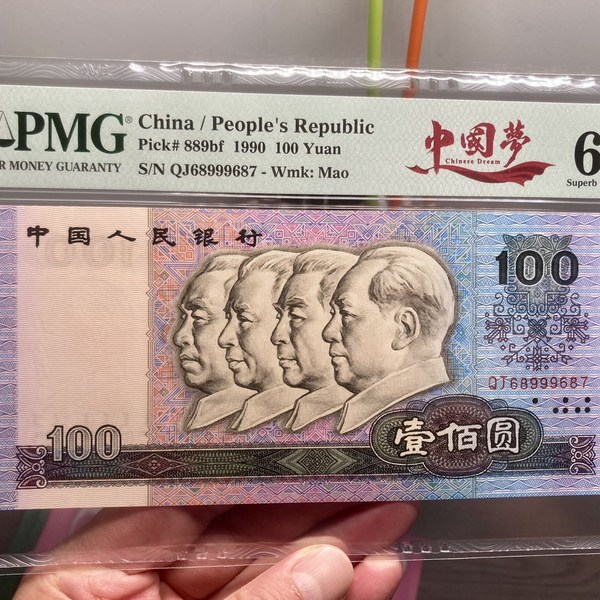 PMG
China / People's Republic
Pick# 889bf 1990 100 Yuan
S/N QJ68999687 - Wmk: Mao
MONEY GUARANTY
中國夢
Chinese Dream
6
Superb
中国人民银行
100
QJ68999687
100
壹佰圆